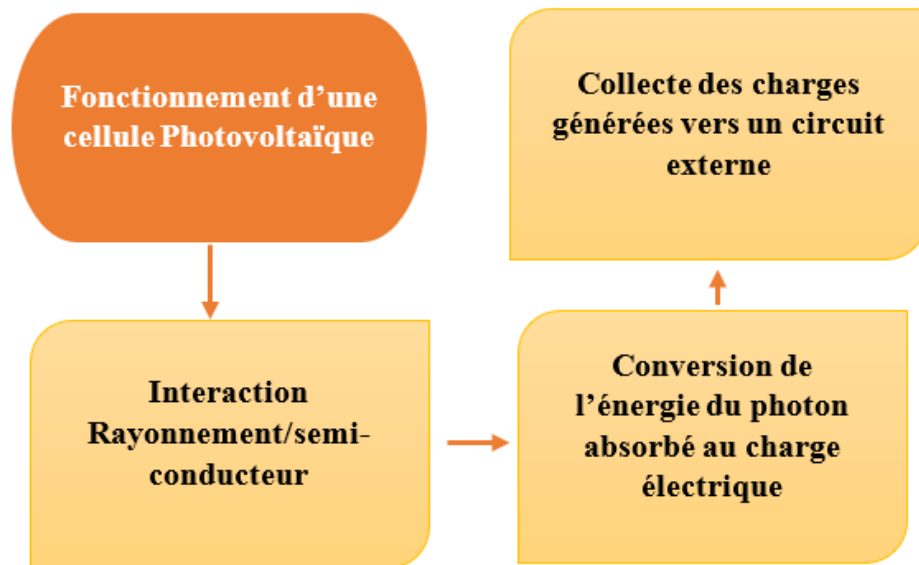 Fonctionnement d’une
cellule Photovoltaïque
Interaction
Rayonnement/semi-
conducteur
Conversion de
l’énergie du photon
absorbé au charge
électrique
Collecte des charges
générées vers un circuit
externe